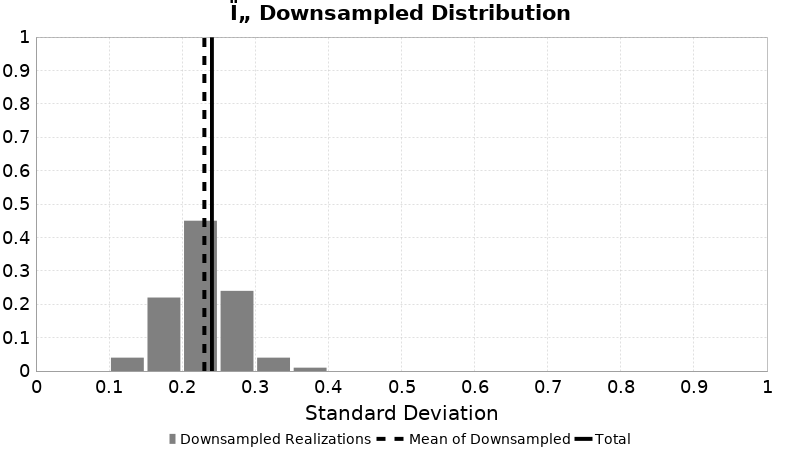 Ï„ Downsampled Distribution
1
0.9
0.8
0.7
0.6
0.5
0.4
0.3
0.2
0.1
0
0 0.1 0.2 0.3 0.4 0.5 0.6 0.7 0.8 0.9 1
Standard Deviation
Downsampled Realizations Mean of Downsampled Total